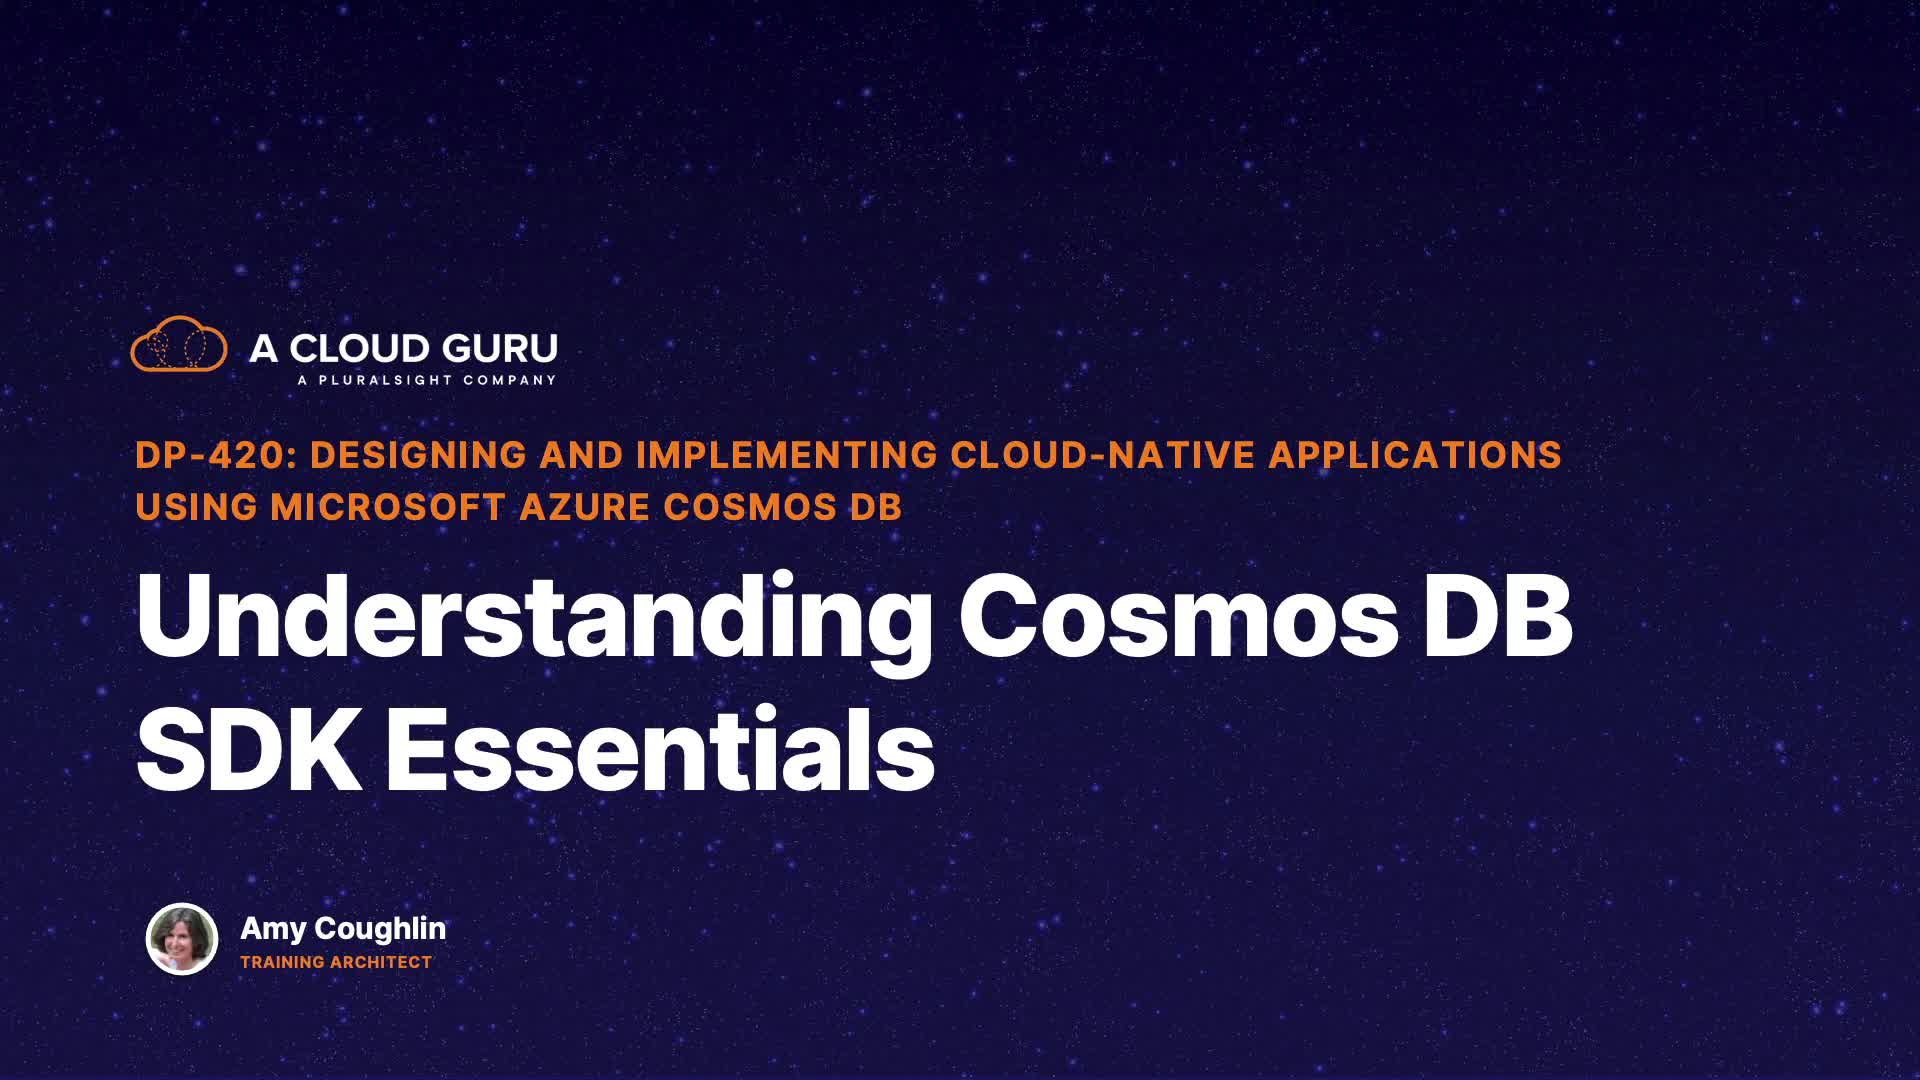 A CLOUD GURU
A PLURALSIGHT COMPANY
DP-420: DESIGNING AND IMPLEMENTING CLOUD-NATIVE APPLICATIONS
USING MICROSOFT AZURE COSMOS DB
Understanding Cosmos DB
SDK Essentials
Amy Coughlin
TRAINING ARCHITECT